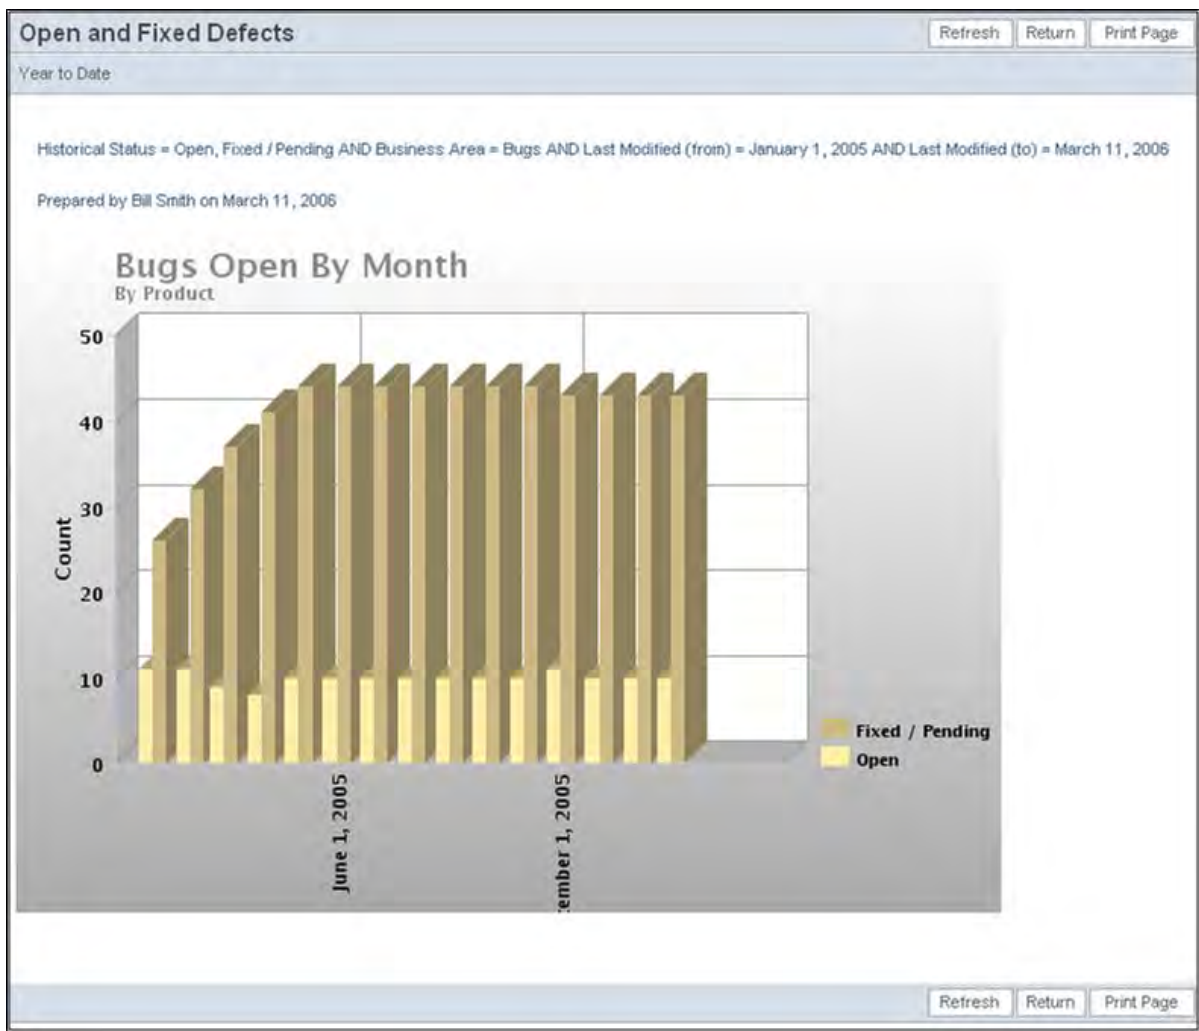 Open and Fixed Defects
Refresh Return Print Page
Year to Date
Historical Status = Open, Fixed / Pending AND Business Area = Bugs AND Last Modified (from) = January 1, 2005 AND Last Modified (to) = March 11, 2006
Prepared by Bill Smith on March 11, 2006
Bugs Open By Month
By Product
50
40
30
20
10
0
Count
June 1, 2005
ember 1, 2005
Fixed / Pending
Open
Refresh Return Print Page